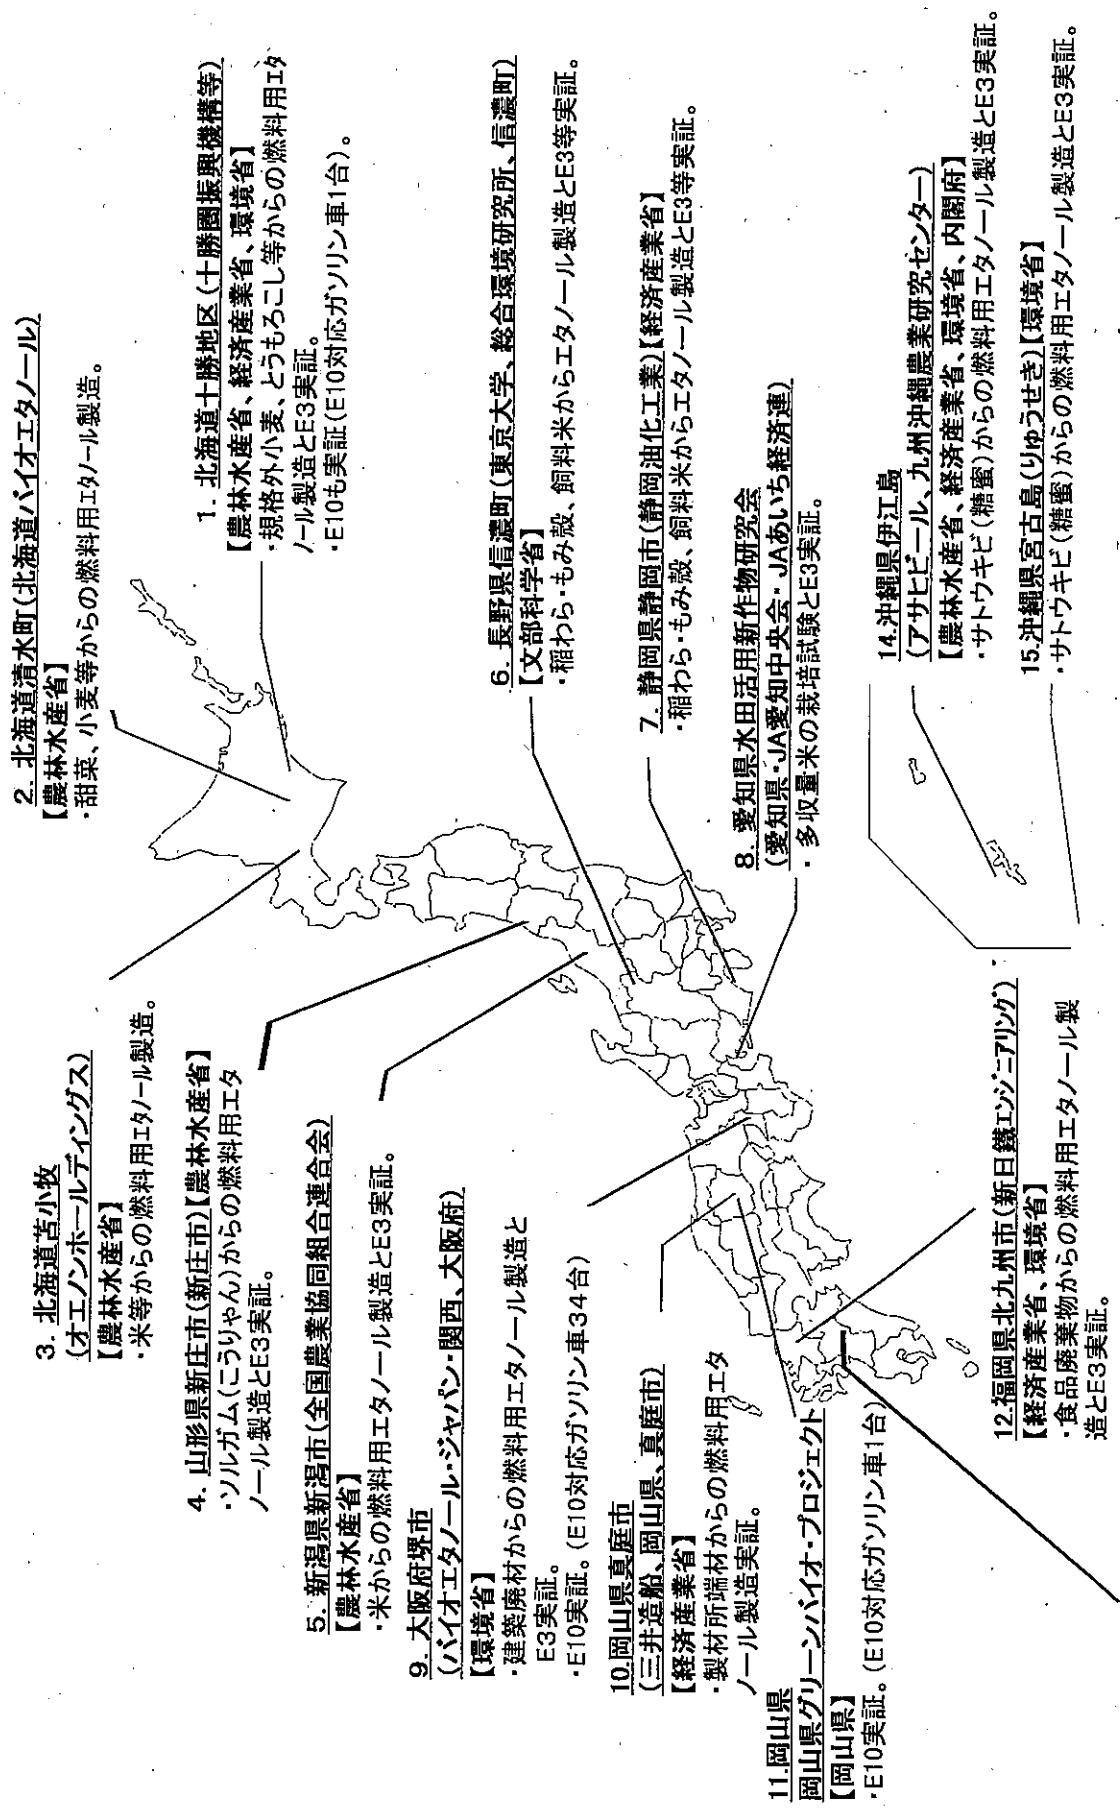 1. 北海道十勝地区(十勝圏振興機構等)
【農林水産省、経済産業省、環境省】
・規格外小麦、とうもろこし等からの燃料用エタ
ノール製造とE3実証。
・E10も実証(E10対応ガソリン車1台)。
2. 北海道清水町(北海道バイオエタノール)
【農林水産省】
・甜菜、小麦等からの燃料用エタノール製造。
3. 北海道苫小牧
(オエノンホールディングス)
【農林水産省】
・米等からの燃料用エタノール製造。
4. 山形県新庄市(新庄市)【農林水産省】
・ソルガム(こうりゃん)からの燃料用エタ
ノール製造とE3実証。
5. 新潟県新潟市(全国農業協同組合連合会)
【農林水産省】
・米からの燃料用エタノール製造とE3実証。
6. 長野県信濃町(東京大学、総合環境研究所、信濃町)
【文部科学省】
・稲わら・もみ殻、飼料米からエタノール製造とE3等実証。
7. 静岡県静岡市(静岡油化工業)【経済産業省】
・稲わら・もみ殻、飼料米からエタノール製造とE3等実証。
8. 愛知県水田活用新作物研究会
(愛知県・JA愛知中央会・JAあいち経済連)
・多収量米の栽培試験とE3実証。
9. 大阪府堺市
(バイオエタノール・ジャパン・関西、大阪府)
【環境省】
・建築廃材からの燃料用エタノール製造と
E3実証。
・E10実証。(E10対応ガソリン車34台)
10.岡山県真庭市
(三井造船、岡山県、真庭市)
【経済産業省】
・製材所端材からの燃料用エタ
ノール製造実証。
11.岡山県
岡山県グリーンバイオ・プロジェクト
【岡山県】
・E10実証。(E10対応ガソリン車1台)
12.福岡県北九州市(新日鐵エンジニアリング)
【経済産業省、環境省】
・食品廃棄物からの燃料用エタノール製
造とE3実証。
14.沖縄県伊江島
(アサヒビール、九州沖縄農業研究センター)
【農林水産省、経済産業省、環境省、内閣府】
・サトウキビ(糖蜜)からの燃料用エタノール製造とE3実証。
15.沖縄県宮古島(りゅうせき)【環境省】
・サトウキビ(糖蜜)からの燃料用エタノール製造とE3実証。